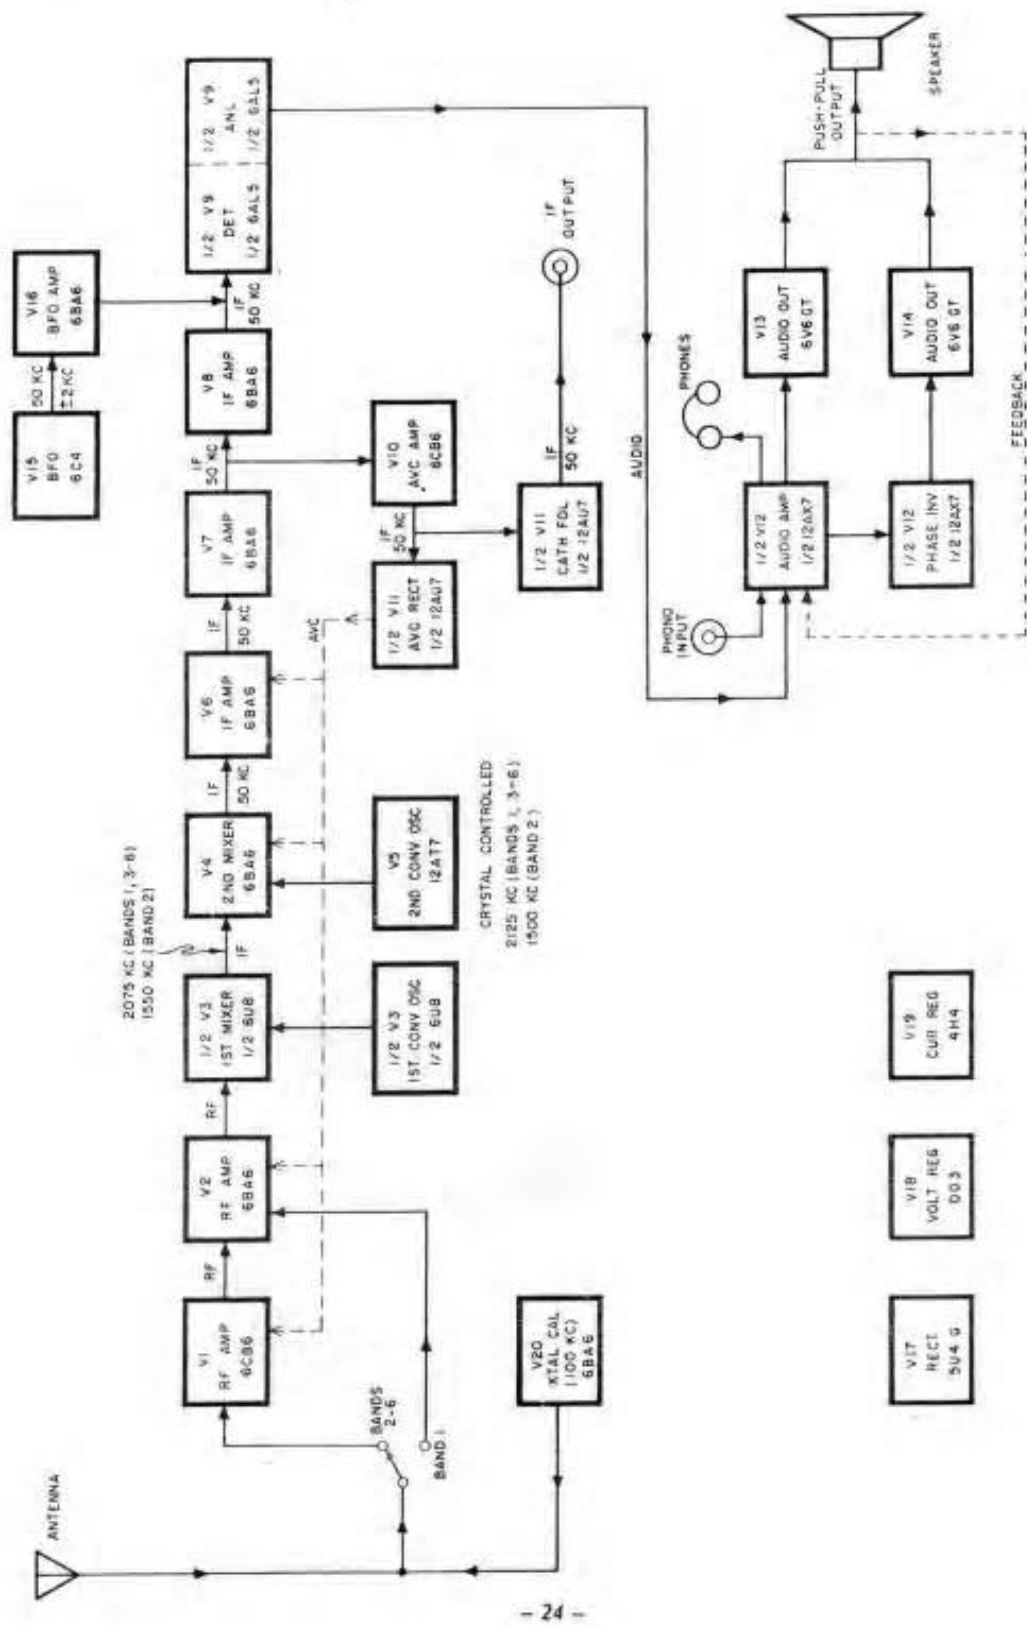 ANTENNA
BANDS
2-6
BAND 1
V1
RF AMP
6CB6
RF
V2
RF AMP
6BA6
RF
1/2 V3
1ST MIXER
1/2 6U8
2075 KC (BANDS 1, 3-6)
1550 KC (BAND 2)
IF
V4
2ND MIXER
6BA6
IF
50 KC
V6
IF AMP
6BA6
IF
50 KC
V7
IF AMP
6BA6
IF
50 KC
V8
IF AMP
6BA6
IF
50 KC
1/2 V9
DET
1/2 6AL5
1/2 V9
ANL
1/2 6AL5
V15
BFO
6C4
50 KC
±2 KC
V16
BFO AMP
6BA6
1/2 V3
1ST CONV OSC
1/2 6U8
V5
2ND CONV OSC
12AT7
CRYSTAL CONTROLLED
2125 KC (BANDS 1, 3-6)
1500 KC (BAND 2)
AVC
1/2 V11
AVC RECT
1/2 12AU7
IF
50 KC
V10
AVC AMP
6CB6
1/2 V11
CATH FOL
1/2 12AU7
IF
50 KC
IF
OUTPUT
V20
XTAL CAL
(100 KC)
6BA6
AUDIO
PHONO
INPUT
PHONES
1/2 V12
AUDIO AMP
1/2 12AX7
V13
AUDIO OUT
6V6 GT
1/2 V12
PHASE INV
1/2 12AX7
V14
AUDIO OUT
6V6 GT
PUSH-PULL
OUTPUT
SPEAKER
FEEDBACK
V17
RECT
5U4 G
V18
VOLT REG
OD3
V19
CUR REG
4H4
- 24 -